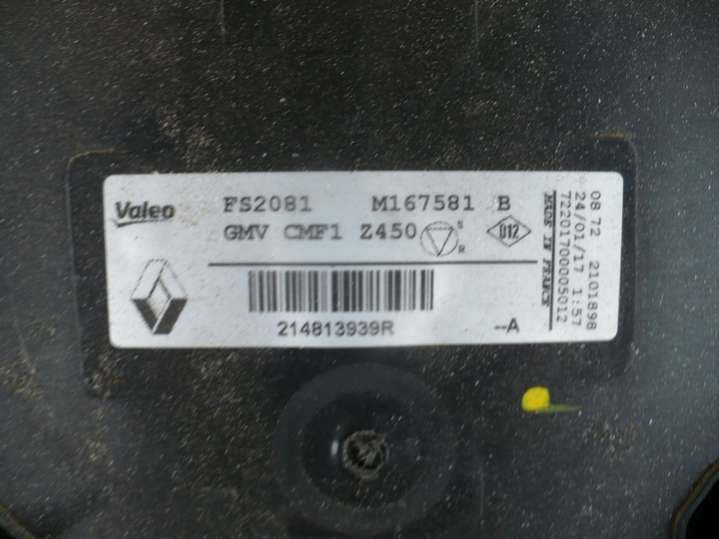 Valeo
FS2081 M167581 B
GMV CMF1 Z450
S
R
D12
214813939R
--A
MADE IN FRANCE
722017000005012
24/01/17 1:57
08 72 2101898